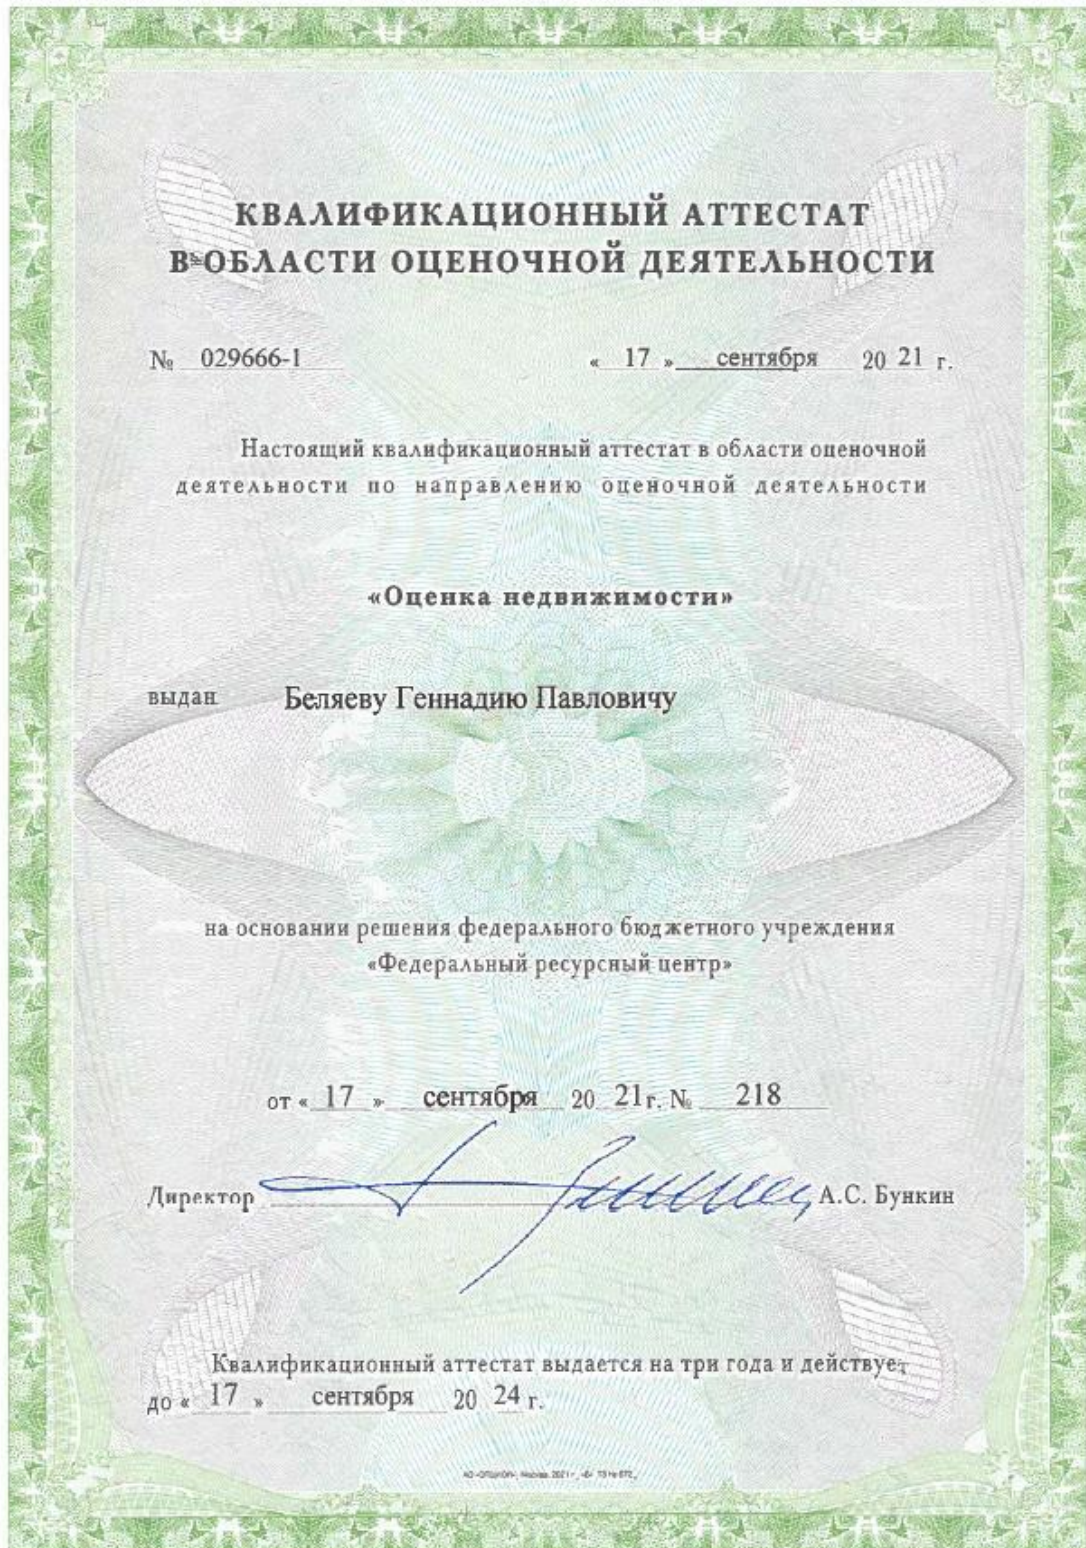 КВАЛИФИКАЦИОННЫЙ АТТЕСТАТ
В ОБЛАСТИ ОЦЕНОЧНОЙ ДЕЯТЕЛЬНОСТИ
№ 029666-1 « 17 » сентября 20 21 г.
Настоящий квалификационный аттестат в области оценочной
деятельности по направлению оценочной деятельности
«Оценка недвижимости»
выдан Беляеву Геннадию Павловичу
на основании решения федерального бюджетного учреждения
«Федеральный ресурсный центр»
от « 17 » сентября 20 21 г. № 218
Директор А.С. Бункин
Квалификационный аттестат выдается на три года и действует
до « 17 » сентября 20 24 г.
Москва, 2021 г.